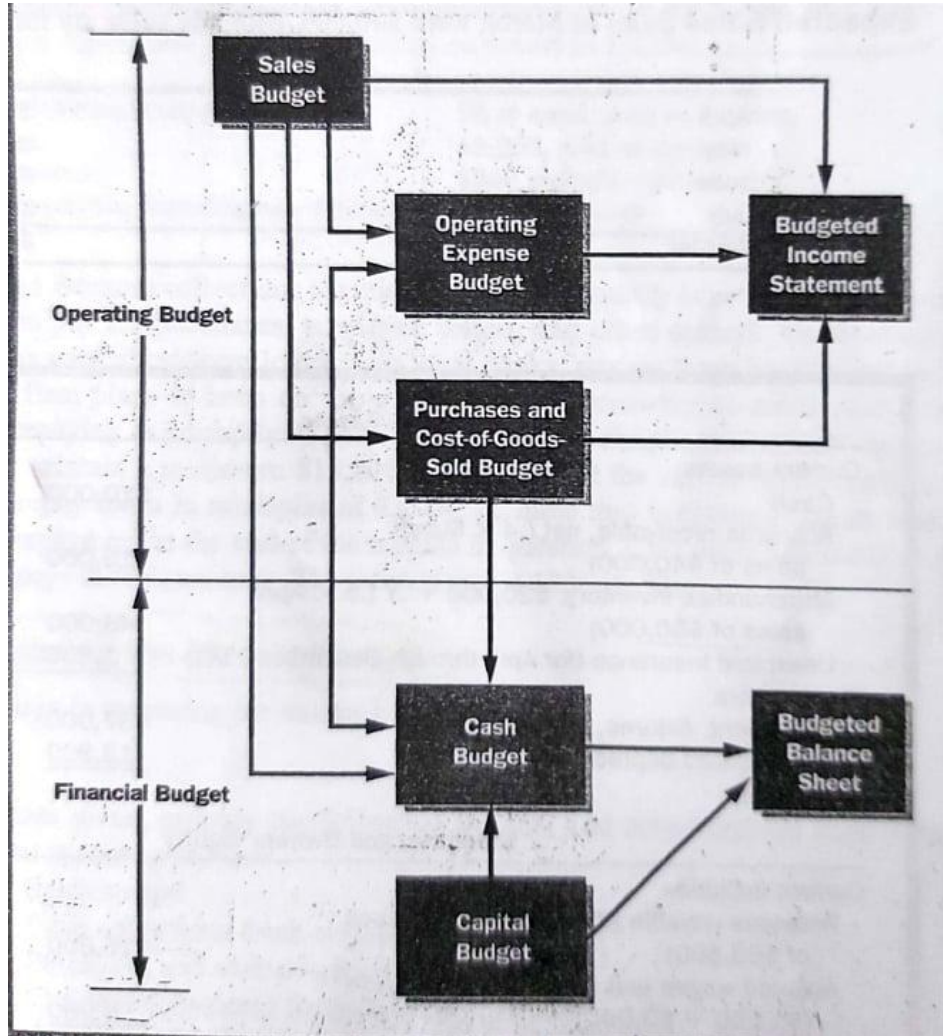 Sales
Budget
Operating
Expense
Budget
Budgeted
Income
Statement
Operating Budget
Purchases and
Cost-of-Goods-
Sold Budget
Cash
Budget
Budgeted
Balance
Sheet
Financial Budget
Capital
Budget